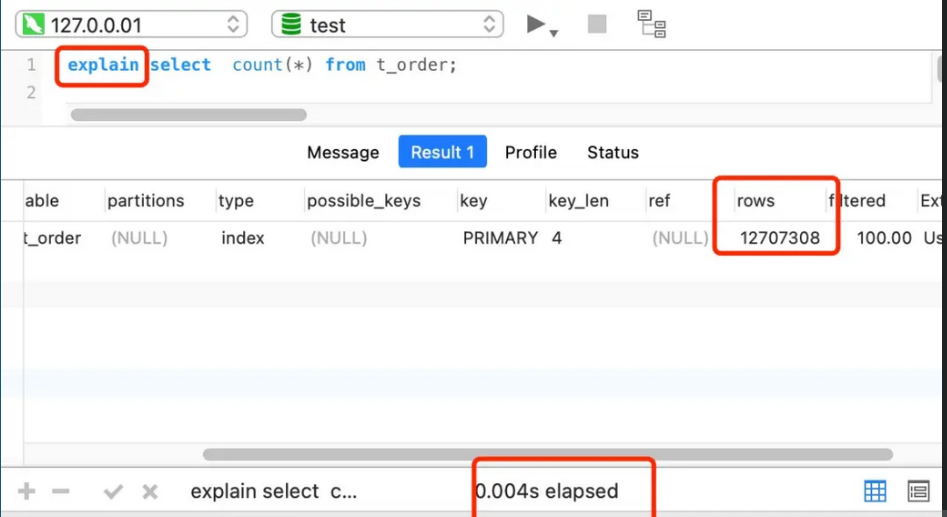 127.0.0.01 test
1 explain select count(*) from t_order;
2
Message Result 1 Profile Status
able partitions type possible_keys key key_len ref rows filtered Ext
t_order (NULL) index (NULL) PRIMARY 4 (NULL) 12707308 100.00 Us
explain select c... 0.004s elapsed